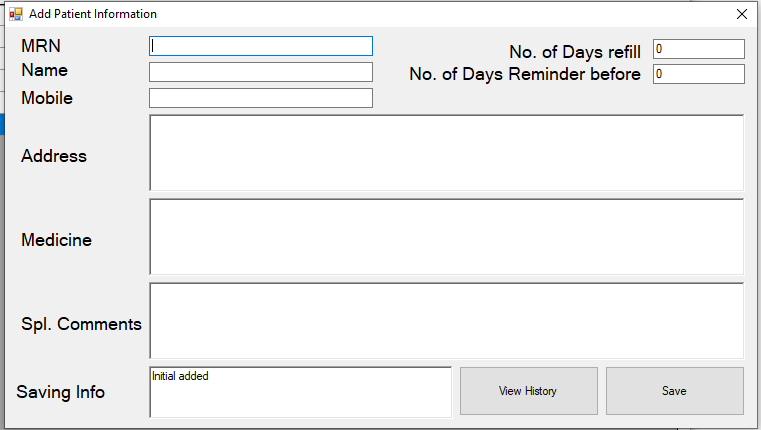 Add Patient Information
MRN
No. of Days refill 0
Name
No. of Days Reminder before 0
Mobile
Address
Medicine
Spl. Comments
Saving Info
Initial added
View History
Save